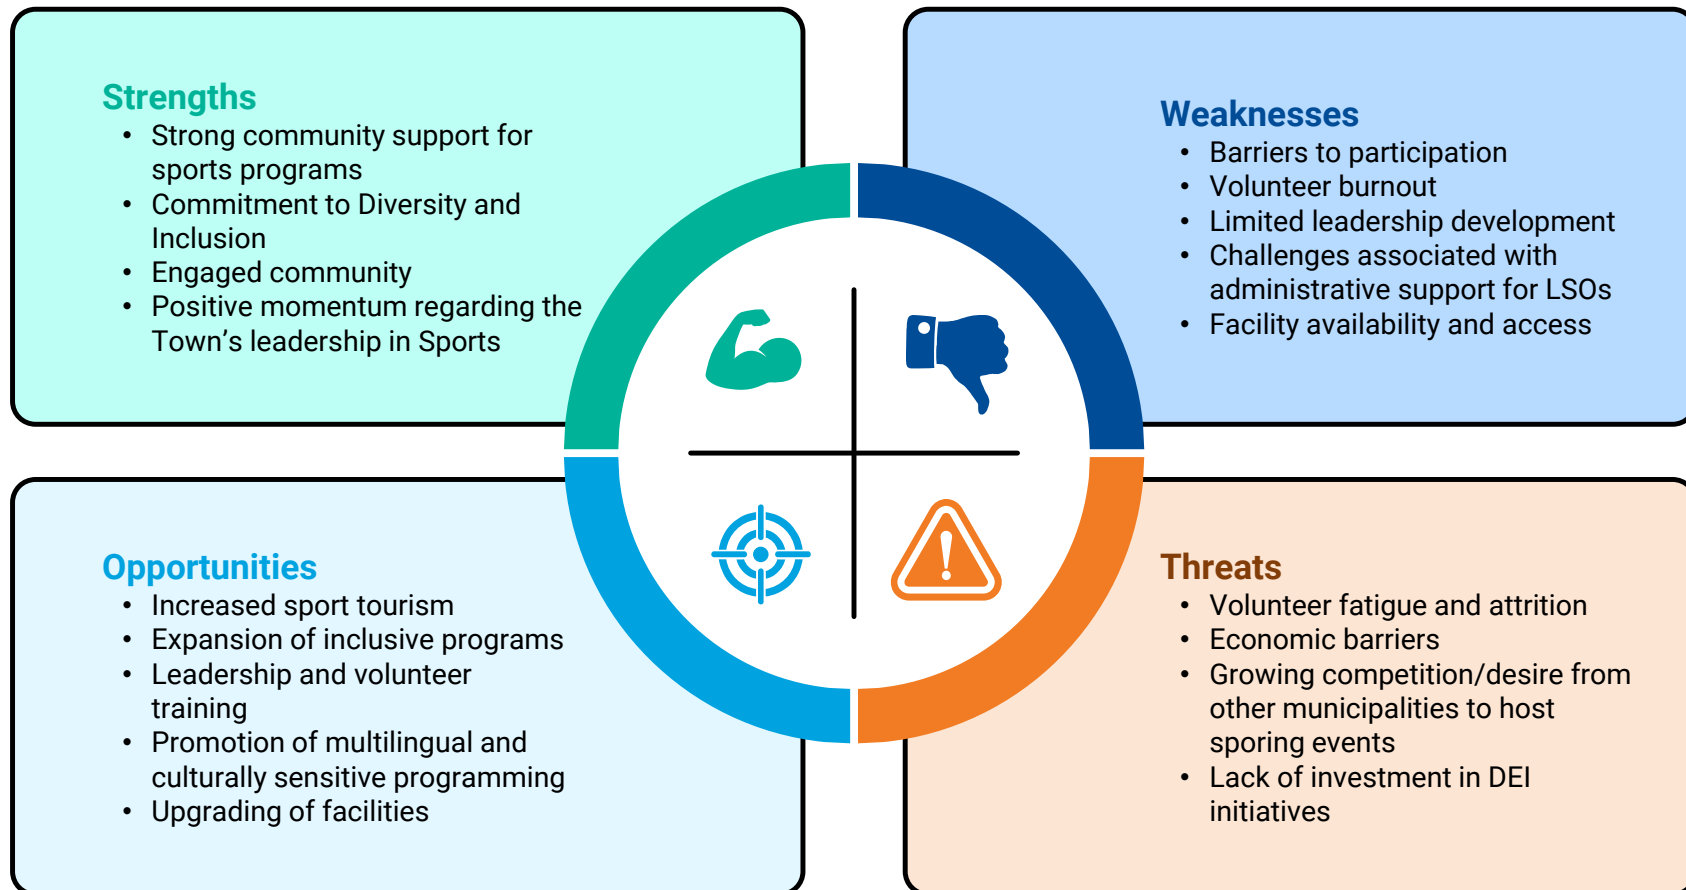 Strengths
• Strong community support for
sports programs
• Commitment to Diversity and
Inclusion
• Engaged community
• Positive momentum regarding the
Town’s leadership in Sports
Weaknesses
• Barriers to participation
• Volunteer burnout
• Limited leadership development
• Challenges associated with
administrative support for LSOs
• Facility availability and access
Opportunities
• Increased sport tourism
• Expansion of inclusive programs
• Leadership and volunteer
training
• Promotion of multilingual and
culturally sensitive programming
• Upgrading of facilities
Threats
• Volunteer fatigue and attrition
• Economic barriers
• Growing competition/desire from
other municipalities to host
sporing events
• Lack of investment in DEI
initiatives